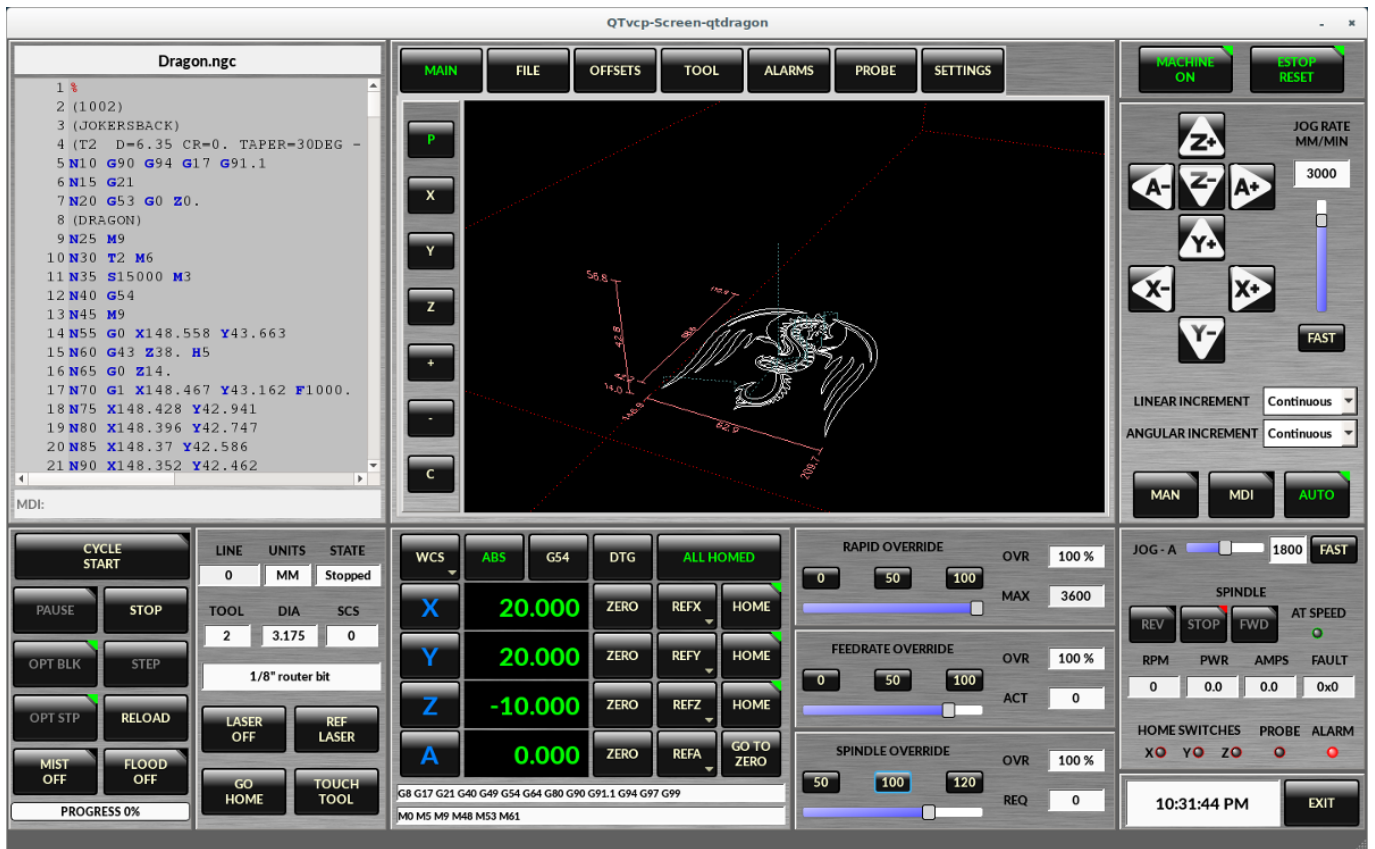 QTvcp-Screen-qtdragon
Dragon.ngc
1 %
2 (1002)
3 (JOKERSBACK)
4 (T2  D=6.35 CR=0. TAPER=30DEG -
5 N10 G90 G94 G17 G91.1
6 N15 G21
7 N20 G53 G0 Z0.
8 (DRAGON)
9 N25 M9
10 N30 T2 M6
11 N35 S15000 M3
12 N40 G54
13 N45 M9
14 N55 G0 X148.558 Y43.663
15 N60 G43 Z38. H5
16 N65 G0 Z14.
17 N70 G1 X148.467 Y43.162 F1000.
18 N75 X148.428 Y42.941
19 N80 X148.396 Y42.747
20 N85 X148.37 Y42.586
21 N90 X148.352 Y42.462
MDI:
MAIN FILE OFFSETS TOOL ALARMS PROBE SETTINGS
P
X
Y
Z
+
-
C
56.8
42.8
14.0
146.9
62.9
209.7
MACHINE ON
ESTOP RESET
JOG RATE
MM/MIN
3000
Z+
A- Z- A+
Y+
X- X+
Y-
FAST
LINEAR INCREMENT Continuous
ANGULAR INCREMENT Continuous
MAN MDI AUTO
CYCLE START
PAUSE STOP
OPT BLK STEP
OPT STP RELOAD
MIST OFF
FLOOD OFF
PROGRESS 0%
LINE UNITS STATE
0 MM Stopped
TOOL DIA SCS
2 3.175 0
1/8" router bit
LASER OFF
REF LASER
GO HOME
TOUCH TOOL
WCS ABS G54 DTG ALL HOMED
X 20.000 ZERO REFX HOME
Y 20.000 ZERO REFY HOME
Z -10.000 ZERO REFZ HOME
A 0.000 ZERO REFA GO TO ZERO
G8 G17 G21 G40 G49 G54 G64 G80 G90 G91.1 G94 G97 G99
M0 M5 M9 M48 M53 M61
RAPID OVERRIDE OVR 100 %
0 50 100
MAX 3600
FEEDRATE OVERRIDE OVR 100 %
0 50 100
ACT 0
SPINDLE OVERRIDE OVR 100 %
50 100 120
REQ 0
JOG - A 1800 FAST
SPINDLE
REV STOP FWD AT SPEED
RPM PWR AMPS FAULT
0 0.0 0.0 0x0
HOME SWITCHES PROBE ALARM
X Y Z
10:31:44 PM EXIT